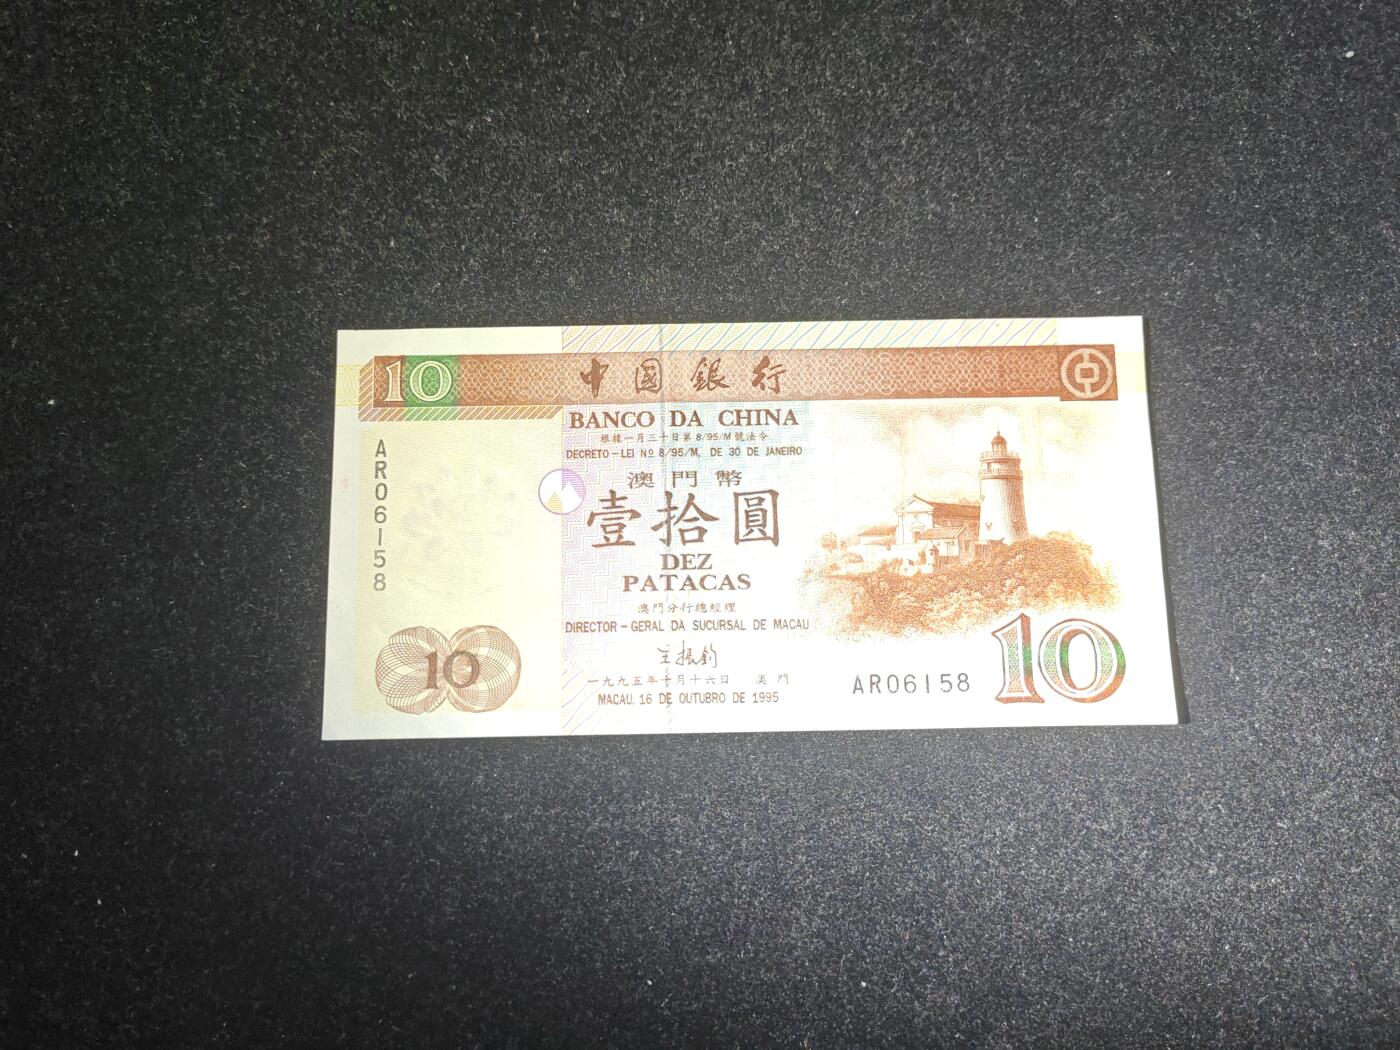 10
中國銀行
BANCO DA CHINA
根據一月三十日第8/95/M號法令
DECRETO-LEI Nº 8/95/M, DE 30 DE JANEIRO
澳門幣
壹拾圓
DEZ
PATACAS
澳門分行總經理
DIRECTOR-GERAL DA SUCURSAL DE MACAU
王振鈞
一九九五年十月十六日 澳門
MACAU, 16 DE OUTUBRO DE 1995
AR06158
10
AR06158
10